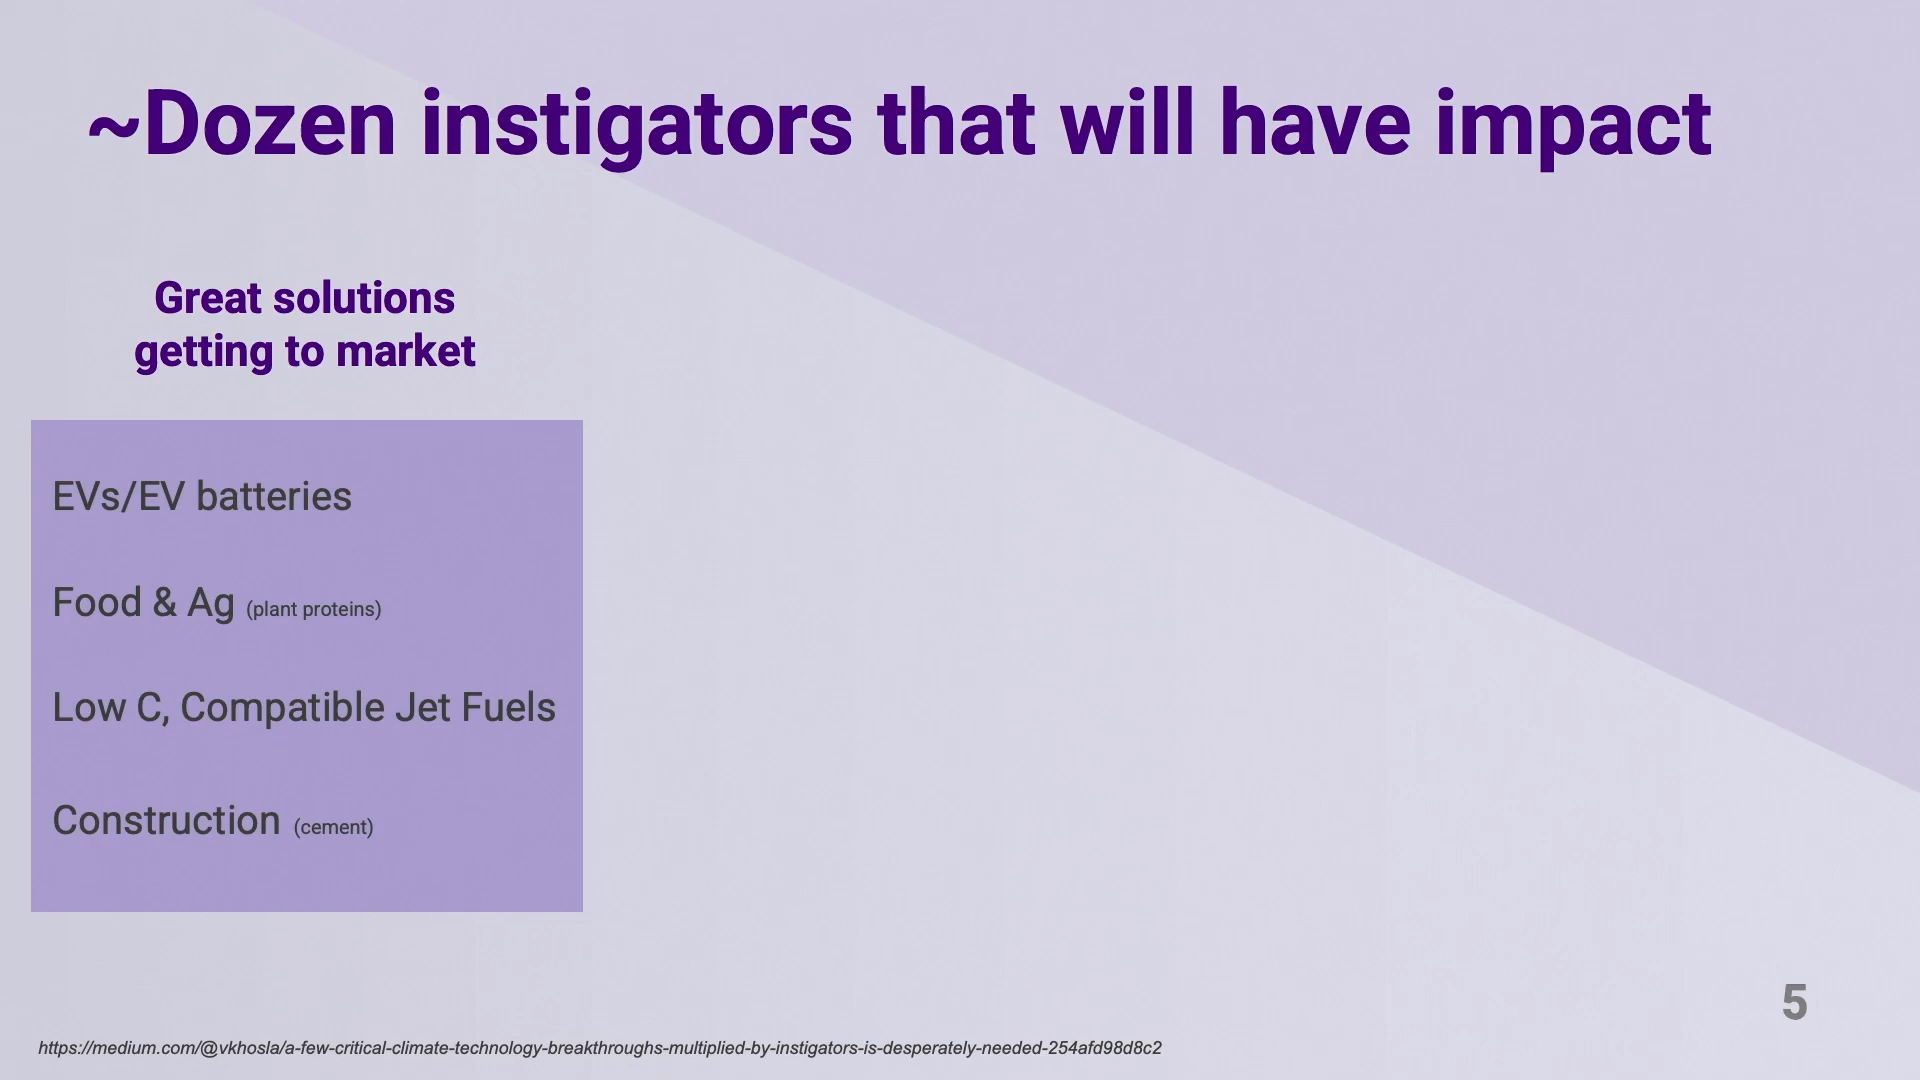 ~Dozen instigators that will have impact
Great solutions
getting to market
EVs/EV batteries
Food & Ag (plant proteins)
Low C, Compatible Jet Fuels
Construction (cement)
5
https://medium.com/@vkhosla/a-few-critical-climate-technology-breakthroughs-multiplied-by-instigators-is-desperately-needed-254afd98d8c2